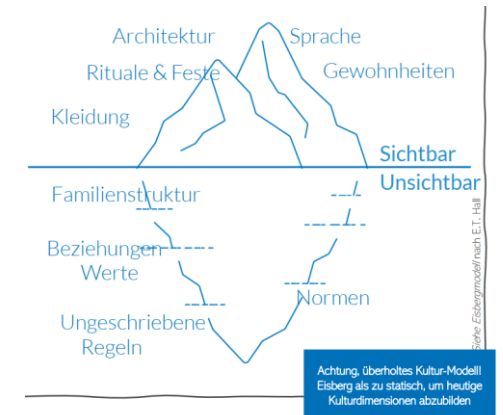 Architektur
Sprache
Rituale & Feste
Gewohnheiten
Kleidung
Sichtbar
Unsichtbar
Familienstruktur
Beziehungen
Werte
Normen
Ungeschriebene
Regeln
Siehe Eisbergmodell nach E.T. Hall
Achtung, überholtes Kultur-Modell!!
Eisberg als zu statisch, um heutige
Kulturdimensionen abzubilden